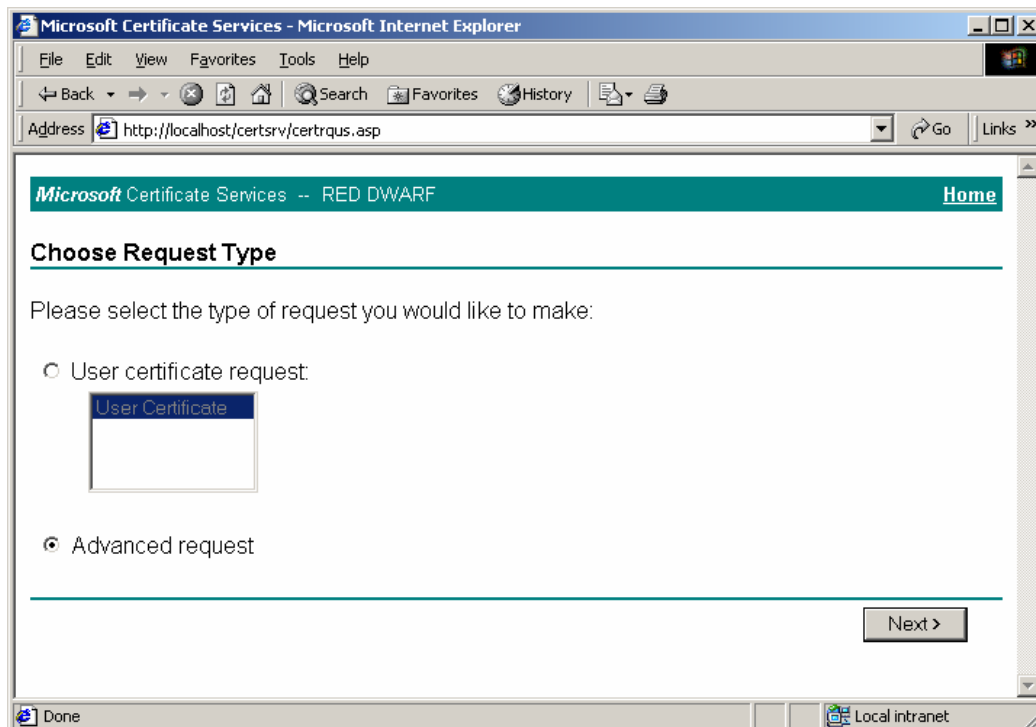 Microsoft Certificate Services - Microsoft Internet Explorer
File Edit View Favorites Tools Help
Back Search Favorites History
Address http://localhost/certsrv/certrqus.asp Go Links »
Microsoft Certificate Services -- RED DWARF Home
Choose Request Type
Please select the type of request you would like to make:
User certificate request:
User Certificate
Advanced request
Next >
Done Local intranet